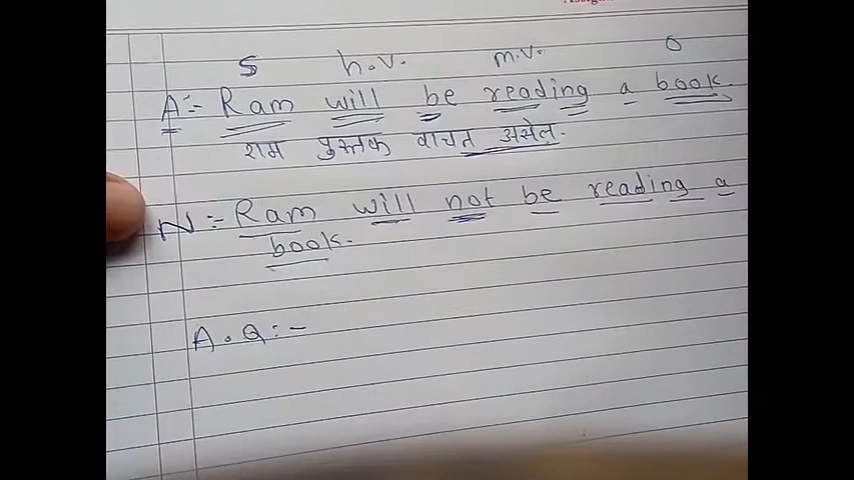 S h.v. m.v. O
A:- Ram will be reading a book.
राम पुस्तक वाचत असेल.
N:- Ram will not be reading a
book.
A.Q:-